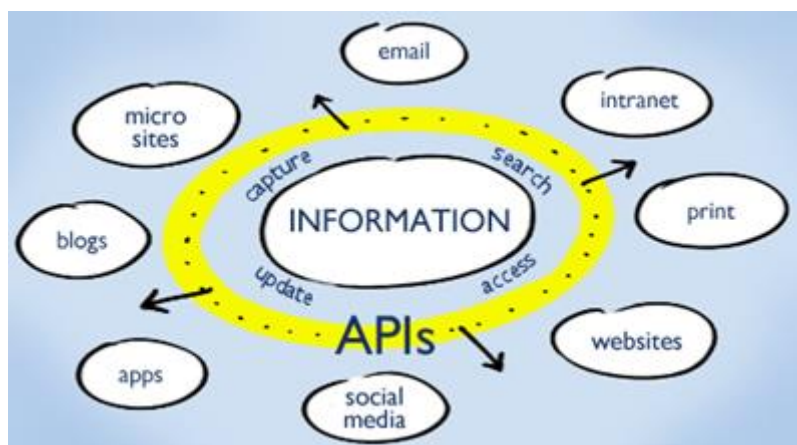 email
micro
sites
intranet
capture
search
INFORMATION
print
blogs
update
access
APIs
websites
apps
social
media